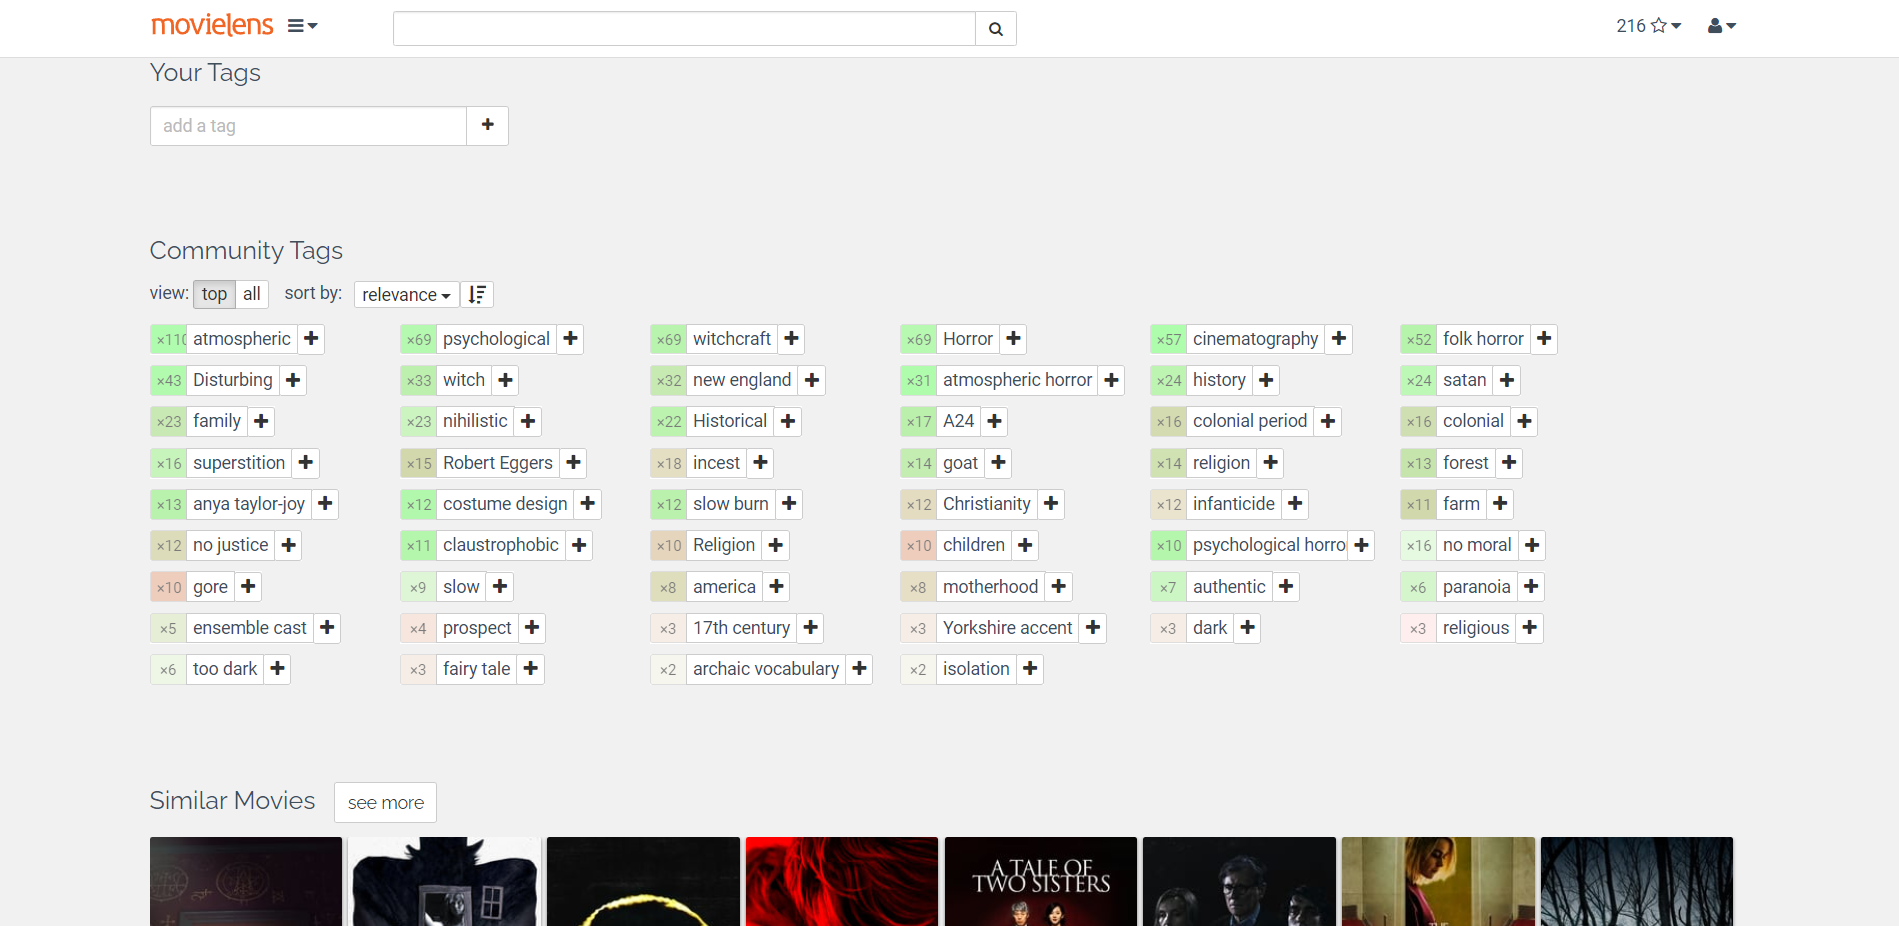 movielens
216
Your Tags
add a tag
Community Tags
view: top all sort by: relevance
×110 atmospheric ×69 psychological ×69 witchcraft ×69 Horror ×57 cinematography ×52 folk horror
×43 Disturbing ×33 witch ×32 new england ×31 atmospheric horror ×24 history ×24 satan
×23 family ×23 nihilistic ×22 Historical ×17 A24 ×16 colonial period ×16 colonial
×16 superstition ×15 Robert Eggers ×18 incest ×14 goat ×14 religion ×13 forest
×13 anya taylor-joy ×12 costume design ×12 slow burn ×12 Christianity ×12 infanticide ×11 farm
×12 no justice ×11 claustrophobic ×10 Religion ×10 children ×10 psychological horro ×16 no moral
×10 gore ×9 slow ×8 america ×8 motherhood ×7 authentic ×6 paranoia
×5 ensemble cast ×4 prospect ×3 17th century ×3 Yorkshire accent ×3 dark ×3 religious
×6 too dark ×3 fairy tale ×2 archaic vocabulary ×2 isolation
Similar Movies see more
A TALE OF
TWO SISTERS